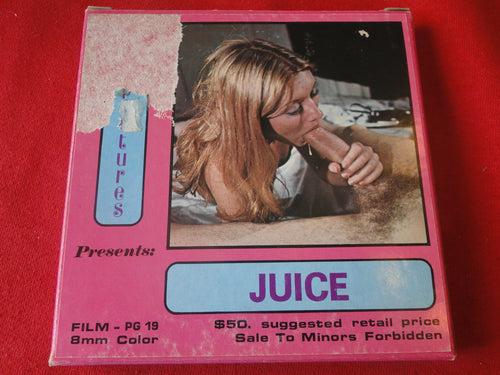 tures
Presents:
JUICE
FILM - PG 19
8mm Color
$50. suggested retail price
Sale To Minors Forbidden